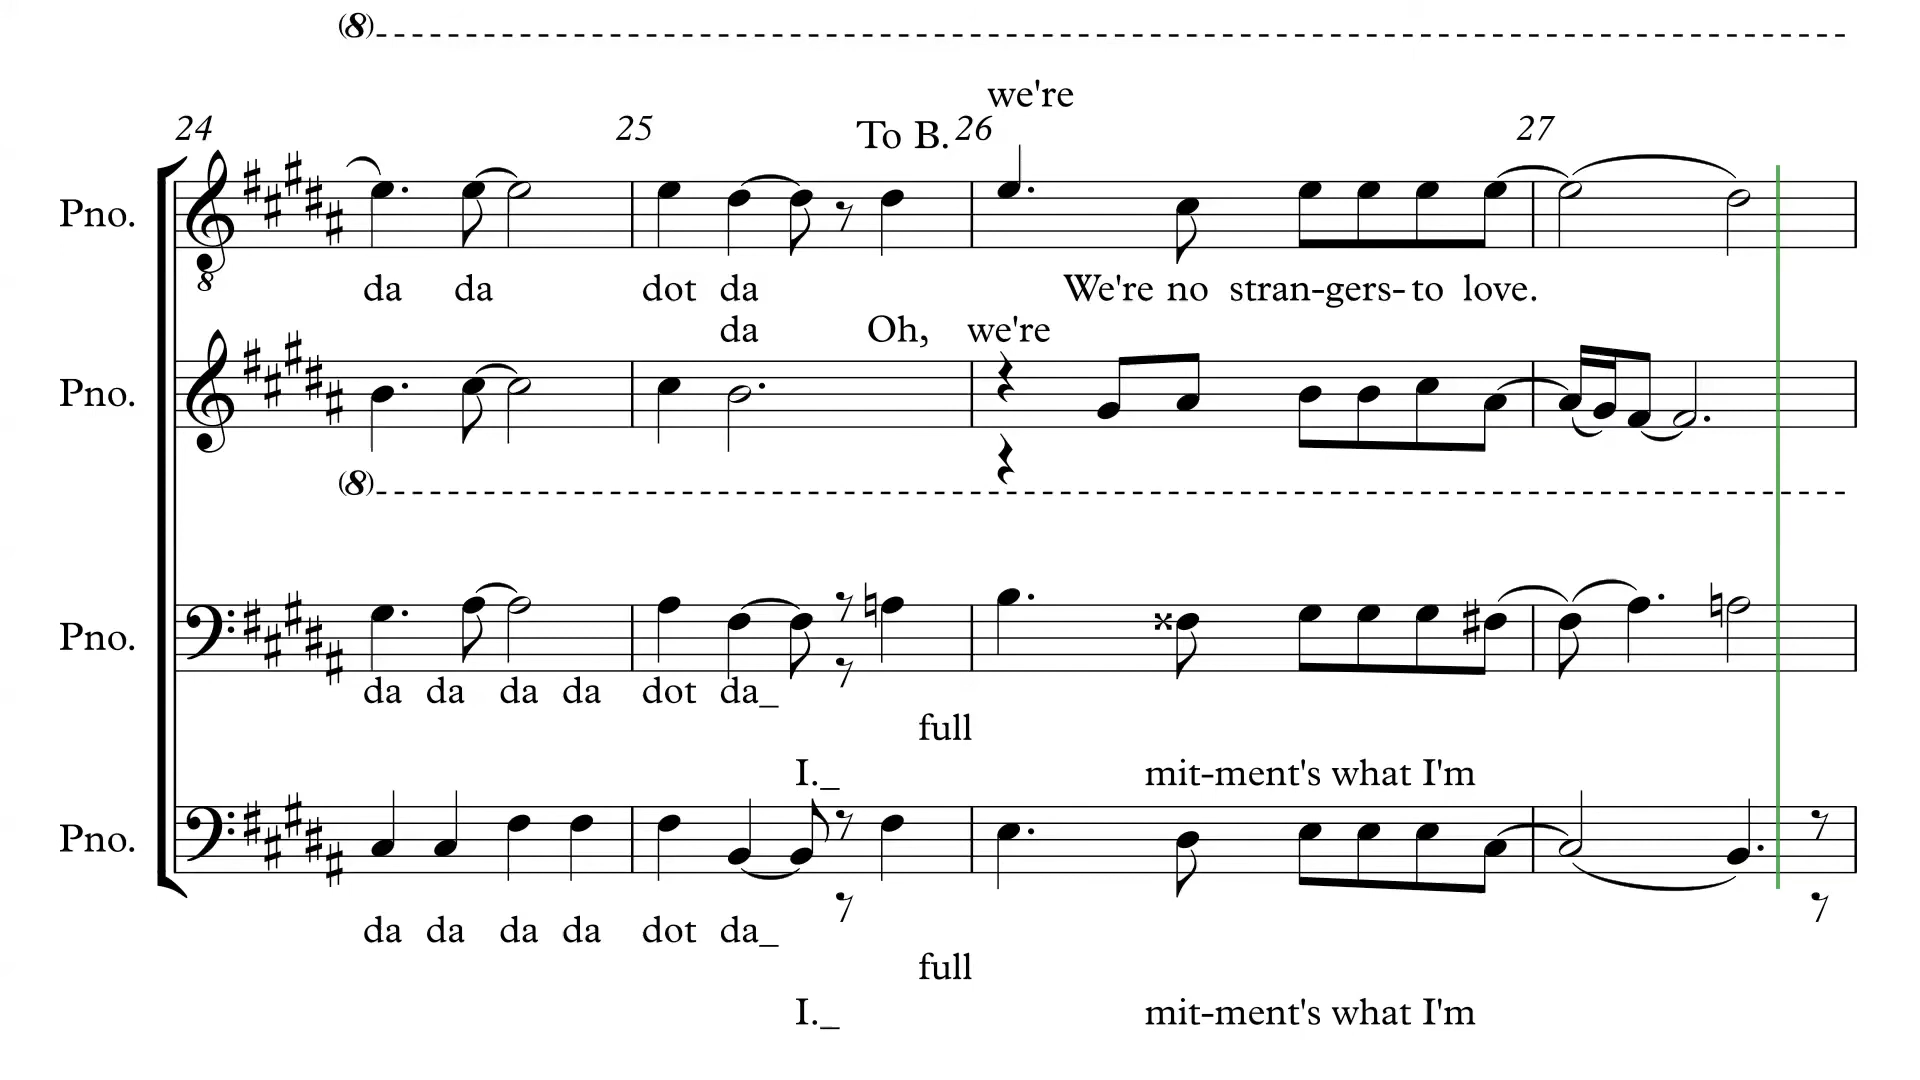 (8)
we're
24 25 To B. 26 27
Pno.
8
da da dot da We're no stran-gers-to love.
da Oh, we're
Pno.
(8)
Pno.
da da da da dot da_
full
I._ mit-ment's what I'm
Pno.
da da da da dot da_
full
I._ mit-ment's what I'm